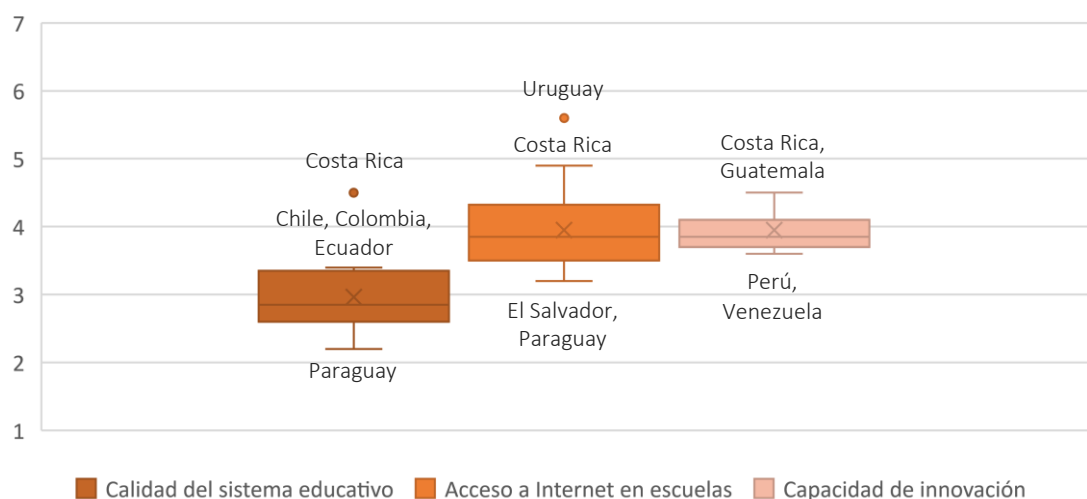 7
6
5
4
3
2
1
Uruguay
Costa Rica
Costa Rica
Costa Rica,
Guatemala
Chile, Colombia,
Ecuador
El Salvador,
Paraguay
Perú,
Venezuela
Paraguay
Calidad del sistema educativo
Acceso a Internet en escuelas
Capacidad de innovación